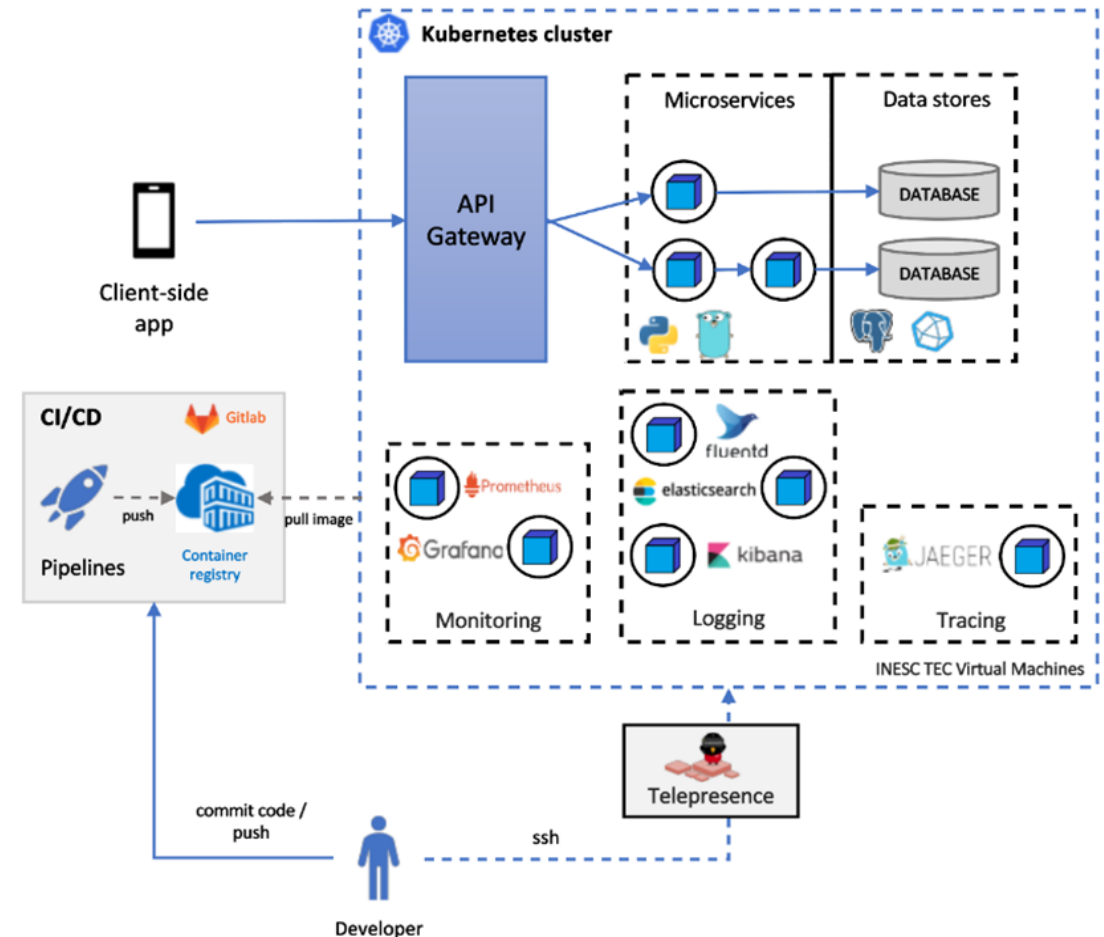 Kubernetes cluster
API
Gateway
Microservices
Data stores
DATABASE
DATABASE
Client-side
app
CI/CD
Gitlab
push
Pipelines
Container
registry
pull image
Prometheus
Grafana
Monitoring
fluentd
elasticsearch
kibana
Logging
JAEGER
Tracing
INESC TEC Virtual Machines
Telepresence
commit code /
push
ssh
Developer